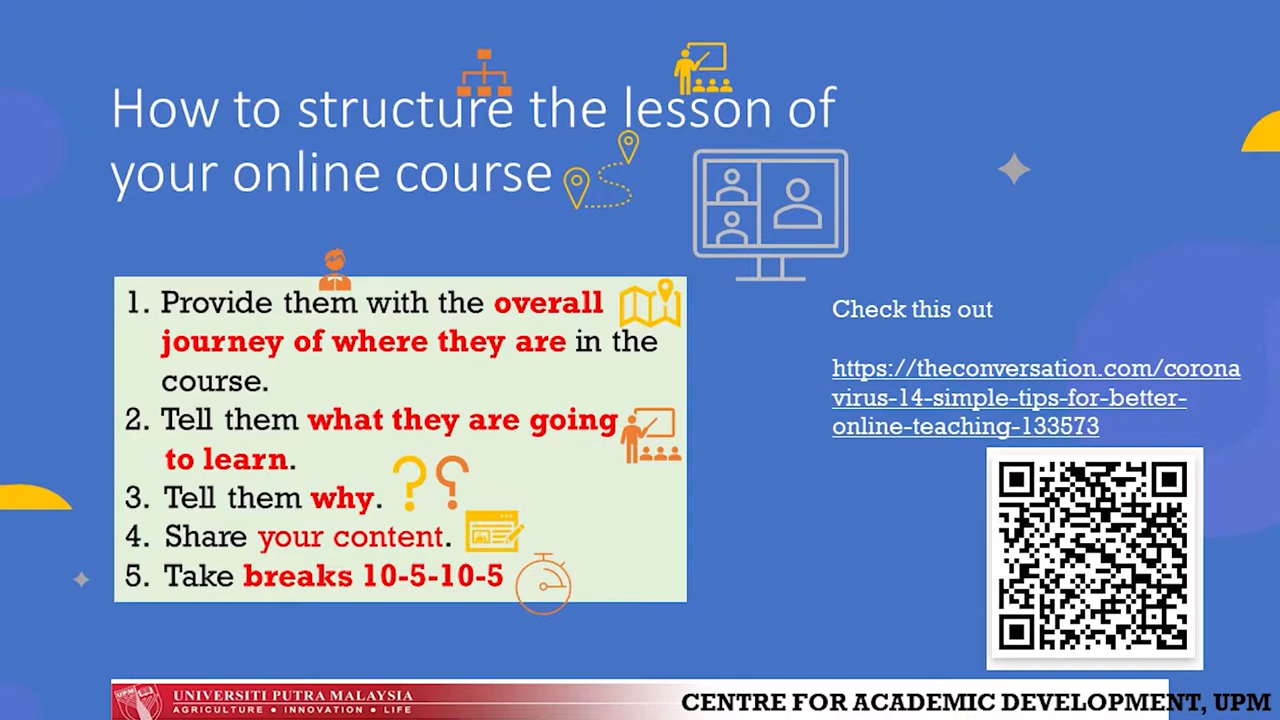 How to structure the lesson of
your online course
1. Provide them with the overall
journey of where they are in the
course.
2. Tell them what they are going
to learn.
3. Tell them why.
4. Share your content.
5. Take breaks 10-5-10-5
Check this out
https://theconversation.com/corona
virus-14-simple-tips-for-better-
online-teaching-133573
UPM
UNIVERSITI PUTRA MALAYSIA
AGRICULTURE • INNOVATION • LIFE
CENTRE FOR ACADEMIC DEVELOPMENT, UPM